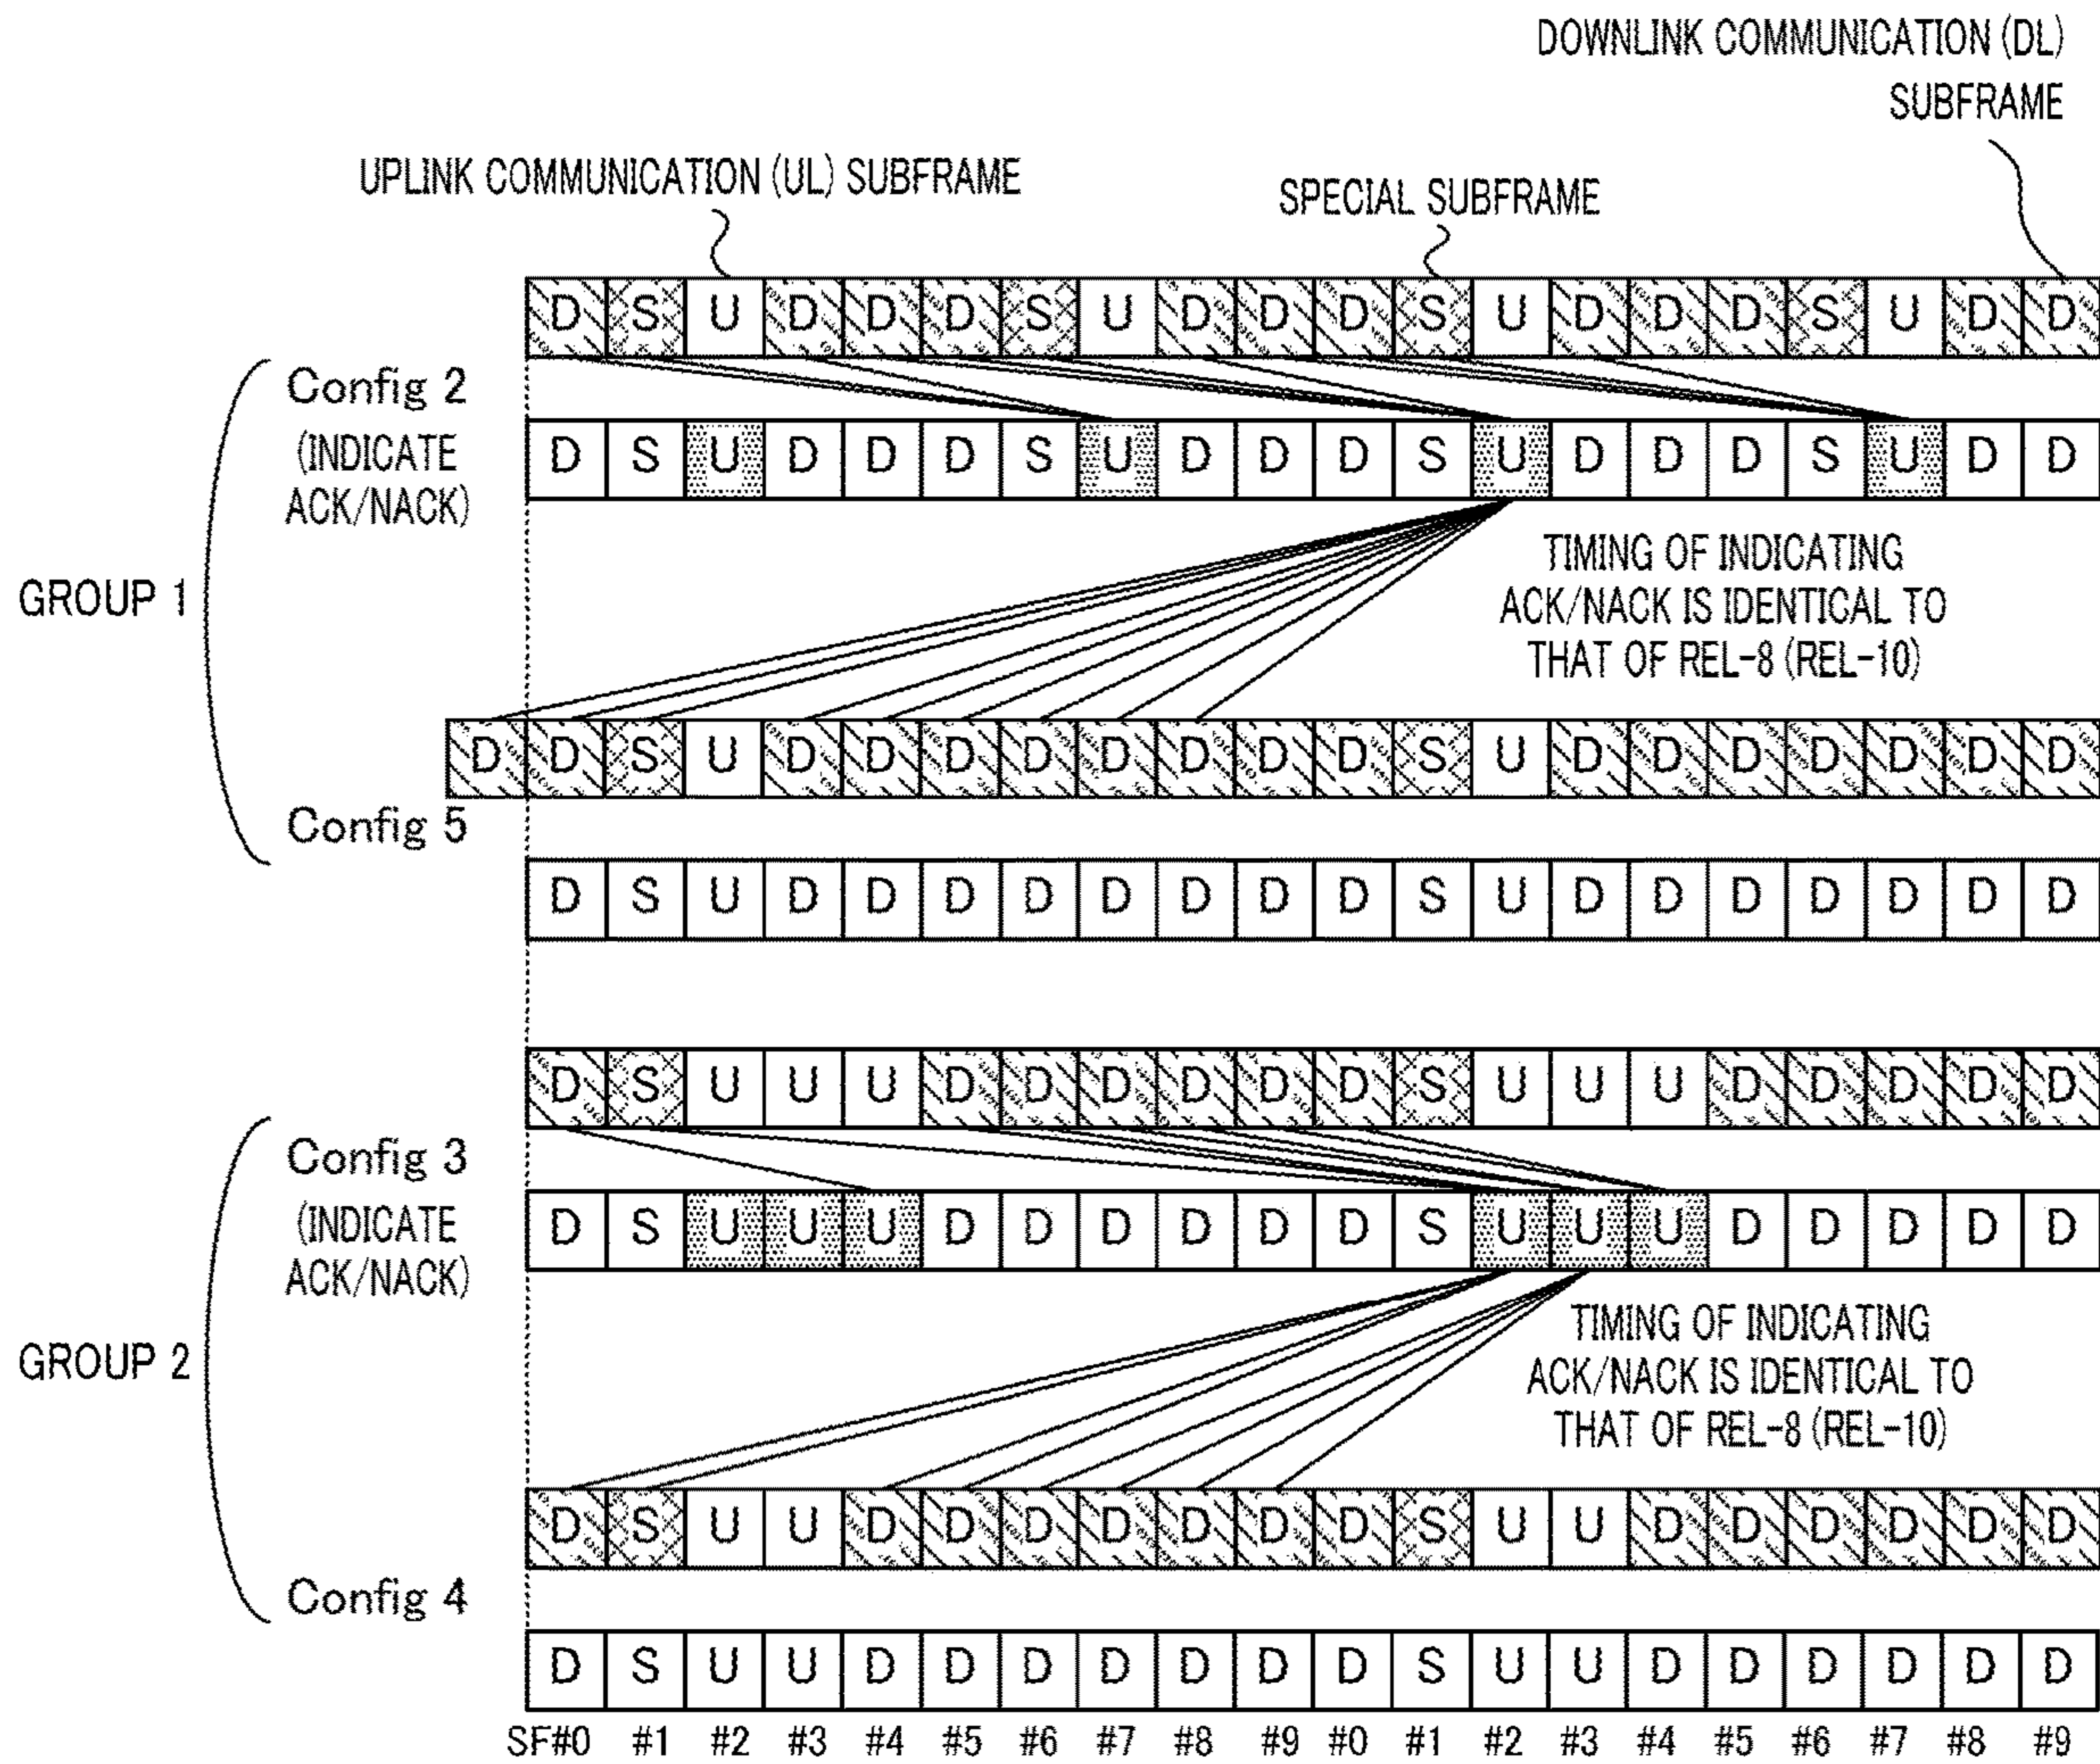 DOWNLINK COMMUNICATION (DL)
SUBFRAME
UPLINK COMMUNICATION (UL) SUBFRAME
SPECIAL SUBFRAME
D S U D D D S U D D D S U D D D S U D D
Config 2
(INDICATE
ACK/NACK)
D S U D D D S U D D D S U D D D S U D D
GROUP 1
TIMING OF INDICATING
ACK/NACK IS IDENTICAL TO
THAT OF REL-8 (REL-10)
D D S U D D D D D D D D S U D D D D D D D
Config 5
D S U D D D D D D D D S U D D D D D D D
D S U U U D D D D D D S U U U D D D D D
Config 3
(INDICATE
ACK/NACK)
D S U U U D D D D D D S U U U D D D D D
GROUP 2
TIMING OF INDICATING
ACK/NACK IS IDENTICAL TO
THAT OF REL-8 (REL-10)
D S U U D D D D D D D S U U D D D D D D
Config 4
D S U U D D D D D D D S U U D D D D D D
SF#0 #1 #2 #3 #4 #5 #6 #7 #8 #9 #0 #1 #2 #3 #4 #5 #6 #7 #8 #9